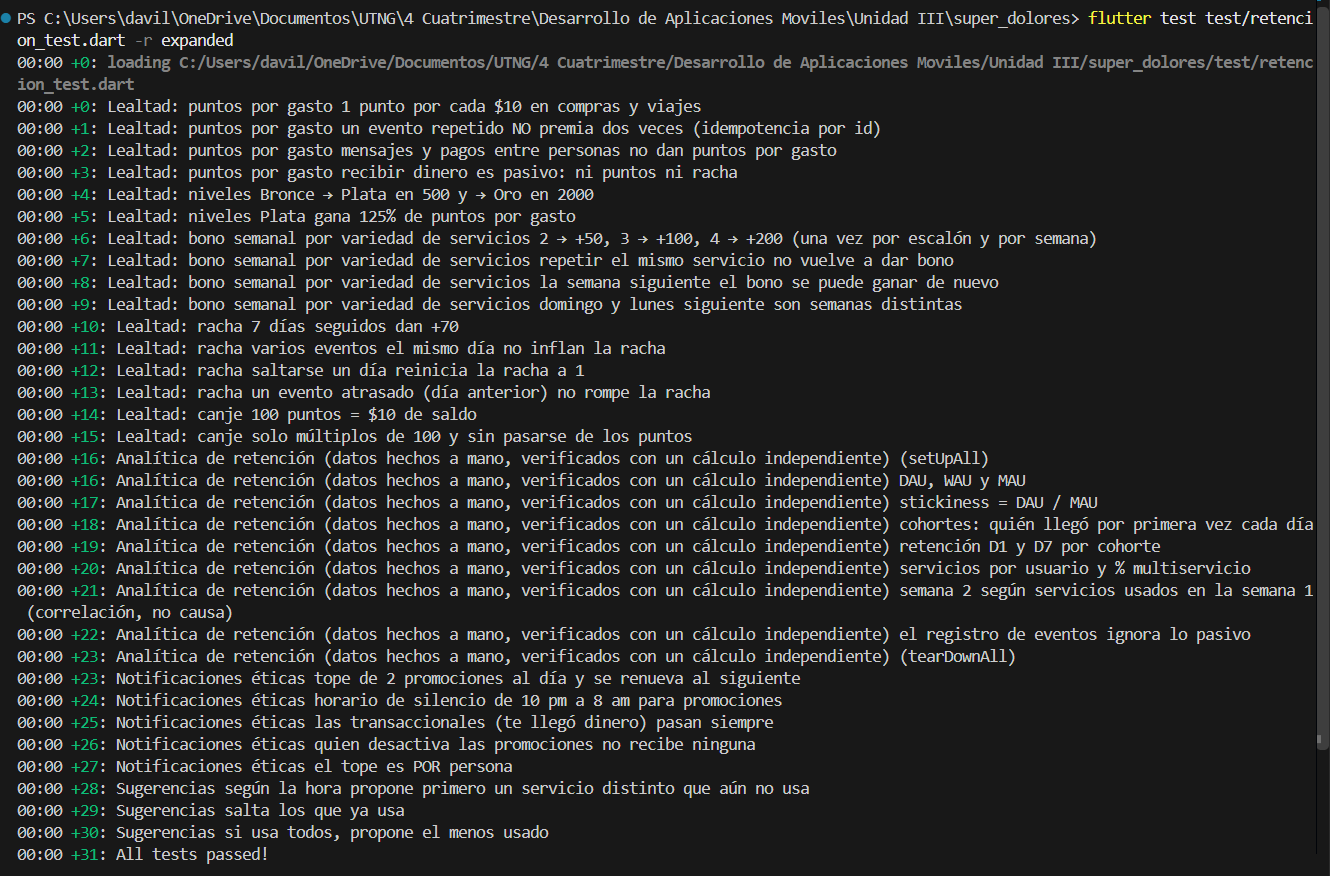 PS C:\Users\davil\OneDrive\Documentos\UTNG\4 Cuatrimestre\Desarrollo de Aplicaciones Moviles\Unidad III\super_dolores> flutter test test/retenci
on_test.dart -r expanded
00:00 +0: loading C:/Users/davil/OneDrive/Documentos/UTNG/4 Cuatrimestre/Desarrollo de Aplicaciones Moviles/Unidad III/super_dolores/test/retenc
ion_test.dart
00:00 +0: Lealtad: puntos por gasto 1 punto por cada $10 en compras y viajes
00:00 +1: Lealtad: puntos por gasto un evento repetido NO premia dos veces (idempotencia por id)
00:00 +2: Lealtad: puntos por gasto mensajes y pagos entre personas no dan puntos por gasto
00:00 +3: Lealtad: puntos por gasto recibir dinero es pasivo: ni puntos ni racha
00:00 +4: Lealtad: niveles Bronce → Plata en 500 y → Oro en 2000
00:00 +5: Lealtad: niveles Plata gana 125% de puntos por gasto
00:00 +6: Lealtad: bono semanal por variedad de servicios 2 → +50, 3 → +100, 4 → +200 (una vez por escalón y por semana)
00:00 +7: Lealtad: bono semanal por variedad de servicios repetir el mismo servicio no vuelve a dar bono
00:00 +8: Lealtad: bono semanal por variedad de servicios la semana siguiente el bono se puede ganar de nuevo
00:00 +9: Lealtad: bono semanal por variedad de servicios domingo y lunes siguiente son semanas distintas
00:00 +10: Lealtad: racha 7 días seguidos dan +70
00:00 +11: Lealtad: racha varios eventos el mismo día no inflan la racha
00:00 +12: Lealtad: racha saltarse un día reinicia la racha a 1
00:00 +13: Lealtad: racha un evento atrasado (día anterior) no rompe la racha
00:00 +14: Lealtad: canje 100 puntos = $10 de saldo
00:00 +15: Lealtad: canje solo múltiplos de 100 y sin pasarse de los puntos
00:00 +16: Analítica de retención (datos hechos a mano, verificados con un cálculo independiente) (setUpAll)
00:00 +16: Analítica de retención (datos hechos a mano, verificados con un cálculo independiente) DAU, WAU y MAU
00:00 +17: Analítica de retención (datos hechos a mano, verificados con un cálculo independiente) stickiness = DAU / MAU
00:00 +18: Analítica de retención (datos hechos a mano, verificados con un cálculo independiente) cohortes: quién llegó por primera vez cada día
00:00 +19: Analítica de retención (datos hechos a mano, verificados con un cálculo independiente) retención D1 y D7 por cohorte
00:00 +20: Analítica de retención (datos hechos a mano, verificados con un cálculo independiente) servicios por usuario y % multiservicio
00:00 +21: Analítica de retención (datos hechos a mano, verificados con un cálculo independiente) semana 2 según servicios usados en la semana 1
(correlación, no causa)
00:00 +22: Analítica de retención (datos hechos a mano, verificados con un cálculo independiente) el registro de eventos ignora lo pasivo
00:00 +23: Analítica de retención (datos hechos a mano, verificados con un cálculo independiente) (tearDownAll)
00:00 +23: Notificaciones éticas tope de 2 promociones al día y se renueva al siguiente
00:00 +24: Notificaciones éticas horario de silencio de 10 pm a 8 am para promociones
00:00 +25: Notificaciones éticas las transaccionales (te llegó dinero) pasan siempre
00:00 +26: Notificaciones éticas quien desactiva las promociones no recibe ninguna
00:00 +27: Notificaciones éticas el tope es POR persona
00:00 +28: Sugerencias según la hora propone primero un servicio distinto que aún no usa
00:00 +29: Sugerencias salta los que ya usa
00:00 +30: Sugerencias si usa todos, propone el menos usado
00:00 +31: All tests passed!